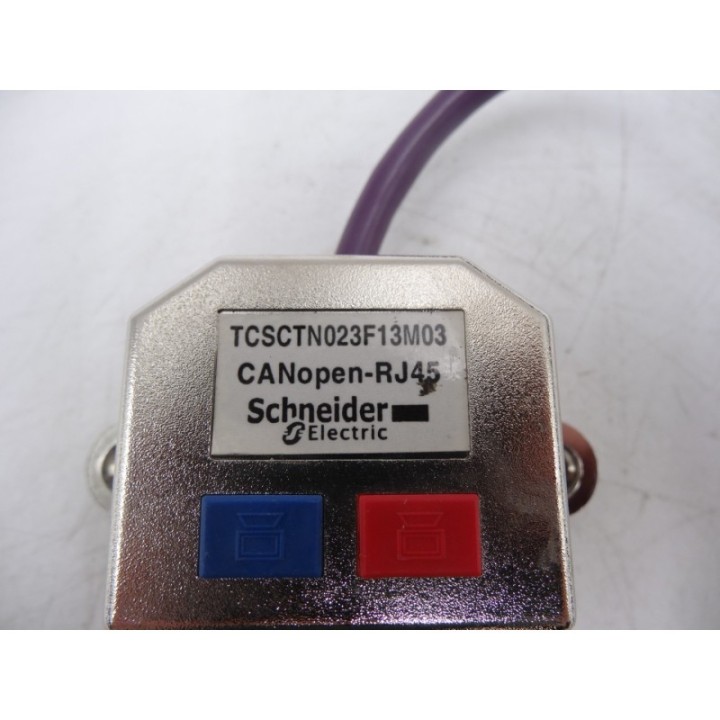 TCSCTN023F13M03
CANopen-RJ45
Schneider
Electric